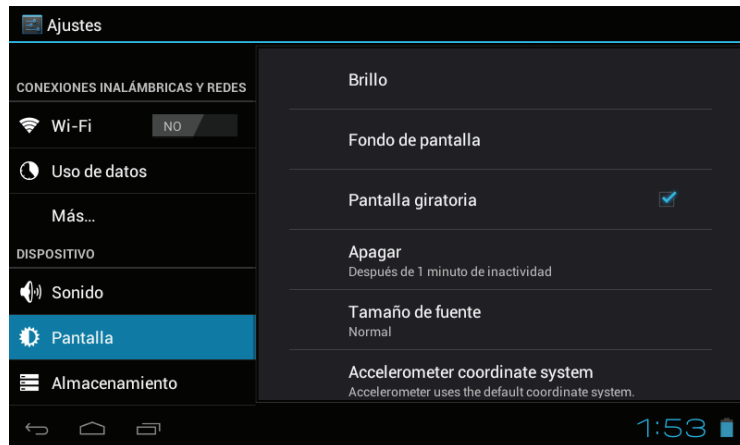 Ajustes
CONEXIONES INALÁMBRICAS Y REDES
Wi-Fi NO
Uso de datos
Más...
DISPOSITIVO
Sonido
Pantalla
Almacenamiento
Brillo
Fondo de pantalla
Pantalla giratoria
Apagar
Después de 1 minuto de inactividad
Tamaño de fuente
Normal
Accelerometer coordinate system
Accelerometer uses the default coordinate system.
1:53